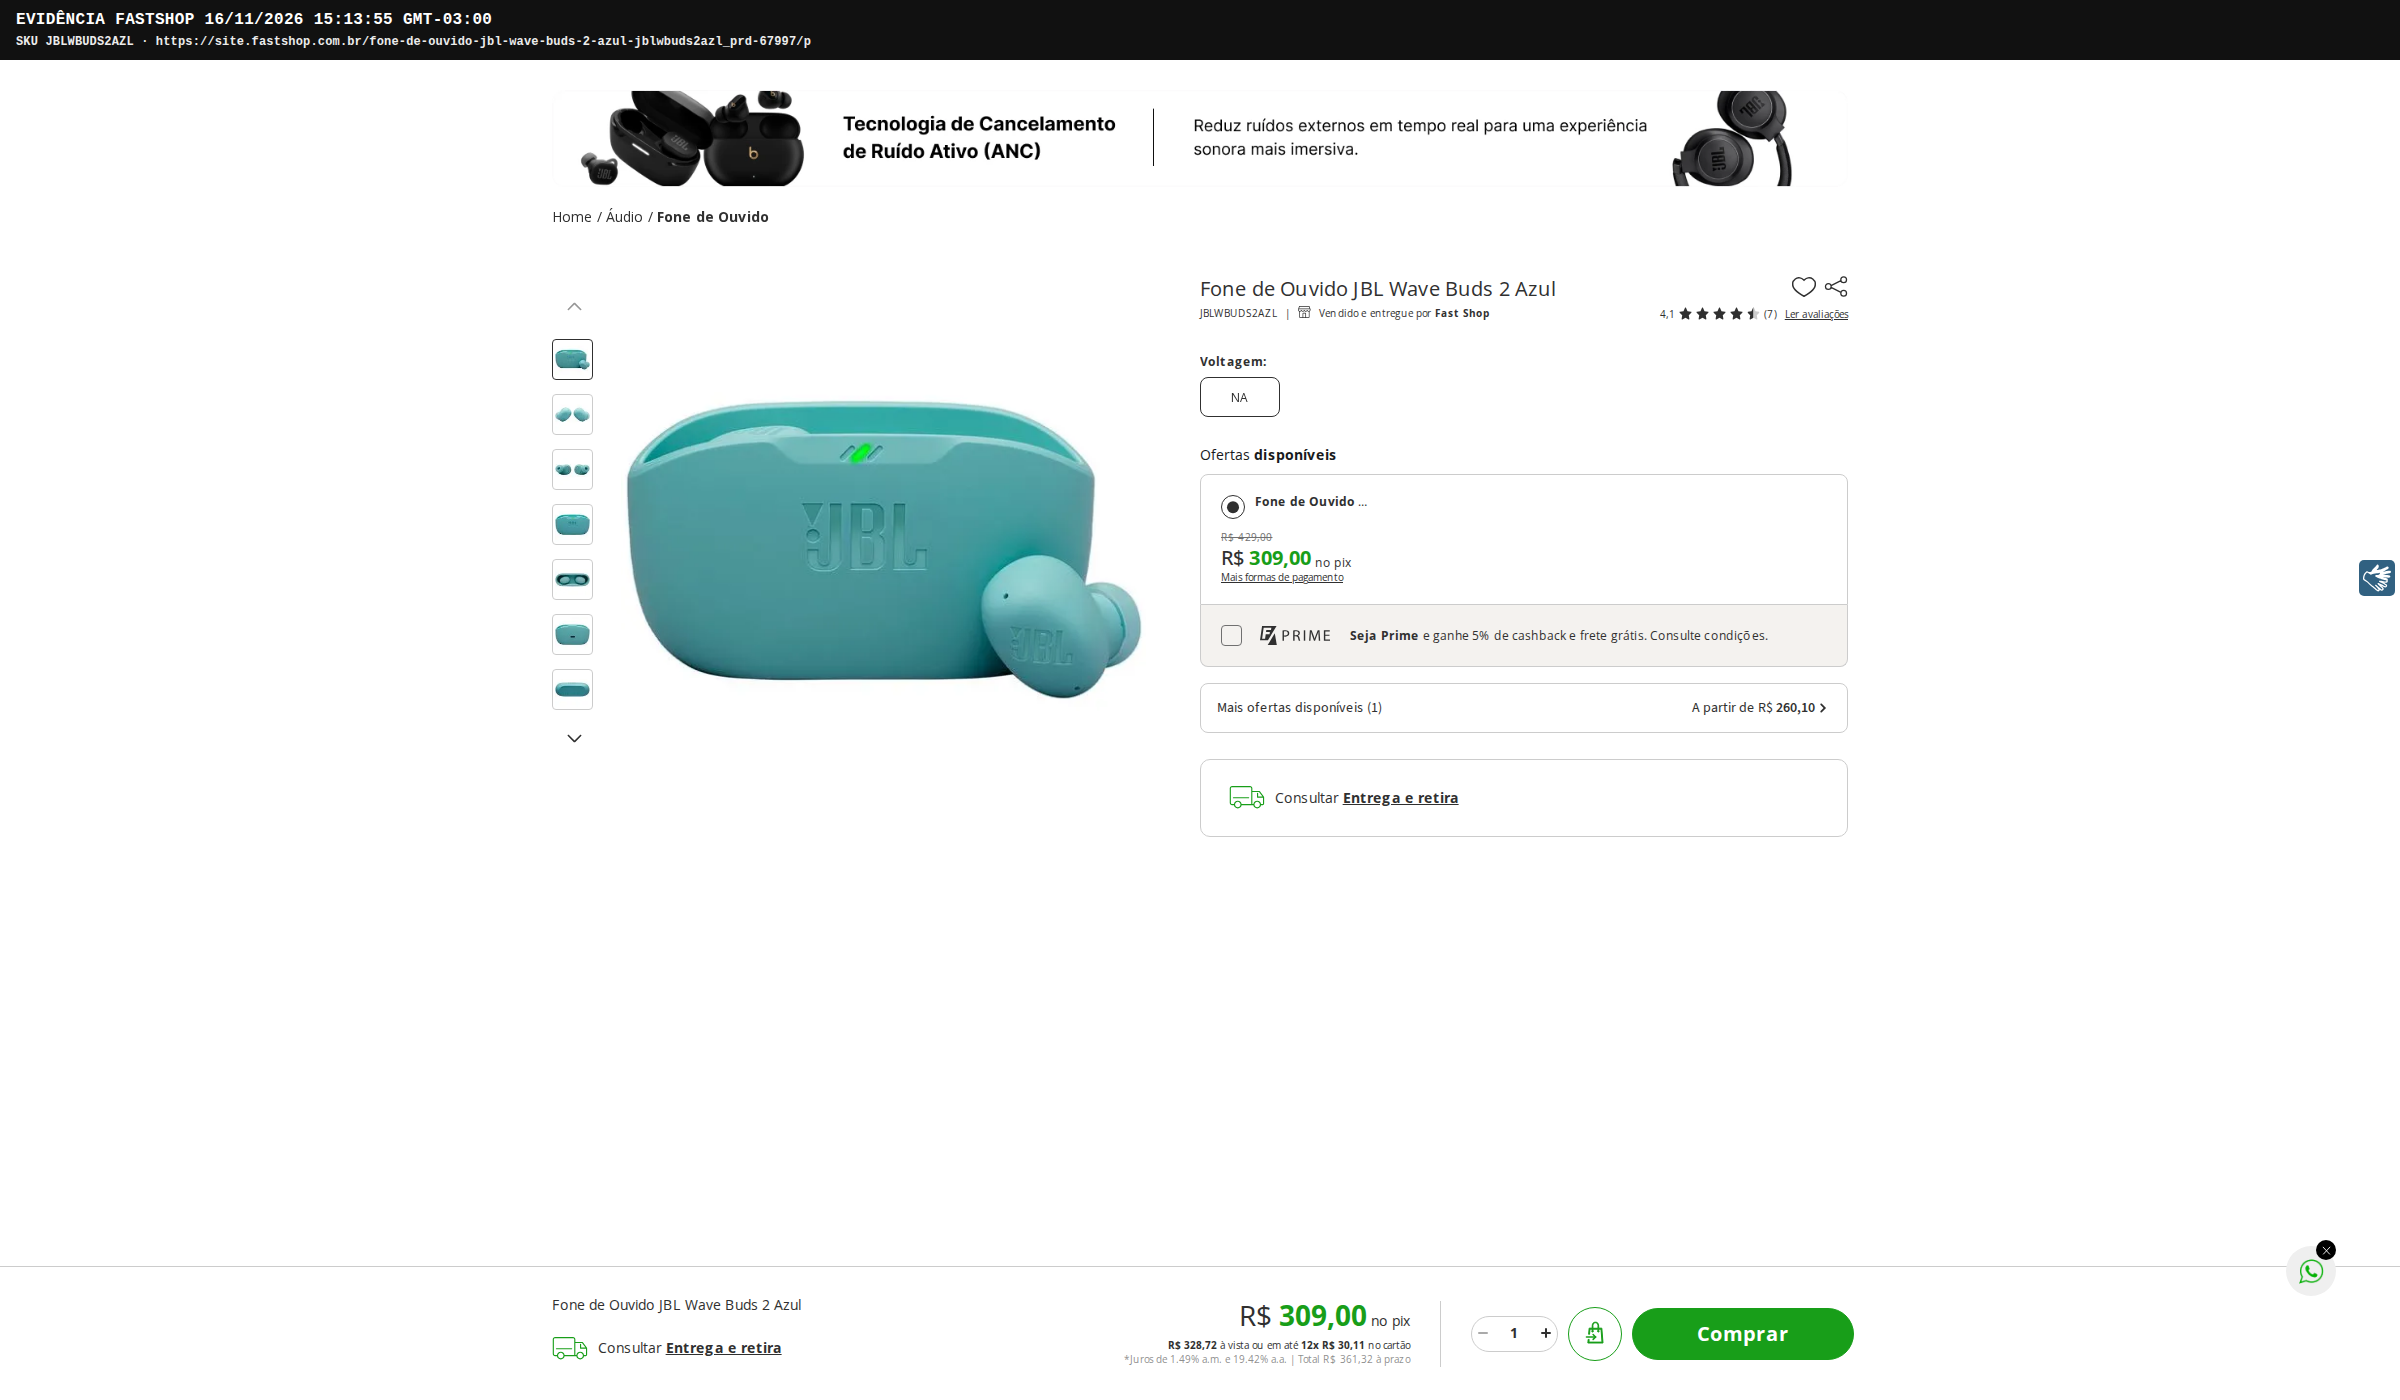 EVIDÊNCIA FASTSHOP 16/11/2026 15:13:55 GMT-03:00
SKU JBLWBUDS2AZL · https://site.fastshop.com.br/fone-de-ouvido-jbl-wave-buds-2-azul-jblwbuds2azl_prd-67997/p
Tecnologia de Cancelamento
de Ruído Ativo (ANC)
Reduz ruídos externos em tempo real para uma experiência
sonora mais imersiva.
JBL
JBL
Home / Áudio / Fone de Ouvido
Fone de Ouvido JBL Wave Buds 2 Azul
JBLWBUDS2AZL | Vendido e entregue por Fast Shop
4,1 (7) Ler avaliações
Voltagem:
NA
Ofertas disponíveis
Fone de Ouvido ...
R$ 429,00
R$ 309,00 no pix
Mais formas de pagamento
PRIME Seja Prime e ganhe 5% de cashback e frete grátis. Consulte condições.
Mais ofertas disponíveis (1) A partir de R$ 260,10
Consultar Entrega e retira
JBL
JBL
Fone de Ouvido JBL Wave Buds 2 Azul
Consultar Entrega e retira
R$ 309,00 no pix
R$ 328,72 à vista ou em até 12x R$ 30,11 no cartão
*Juros de 1.49% a.m. e 19.42% a.a. | Total R$ 361,32 à prazo
1
Comprar